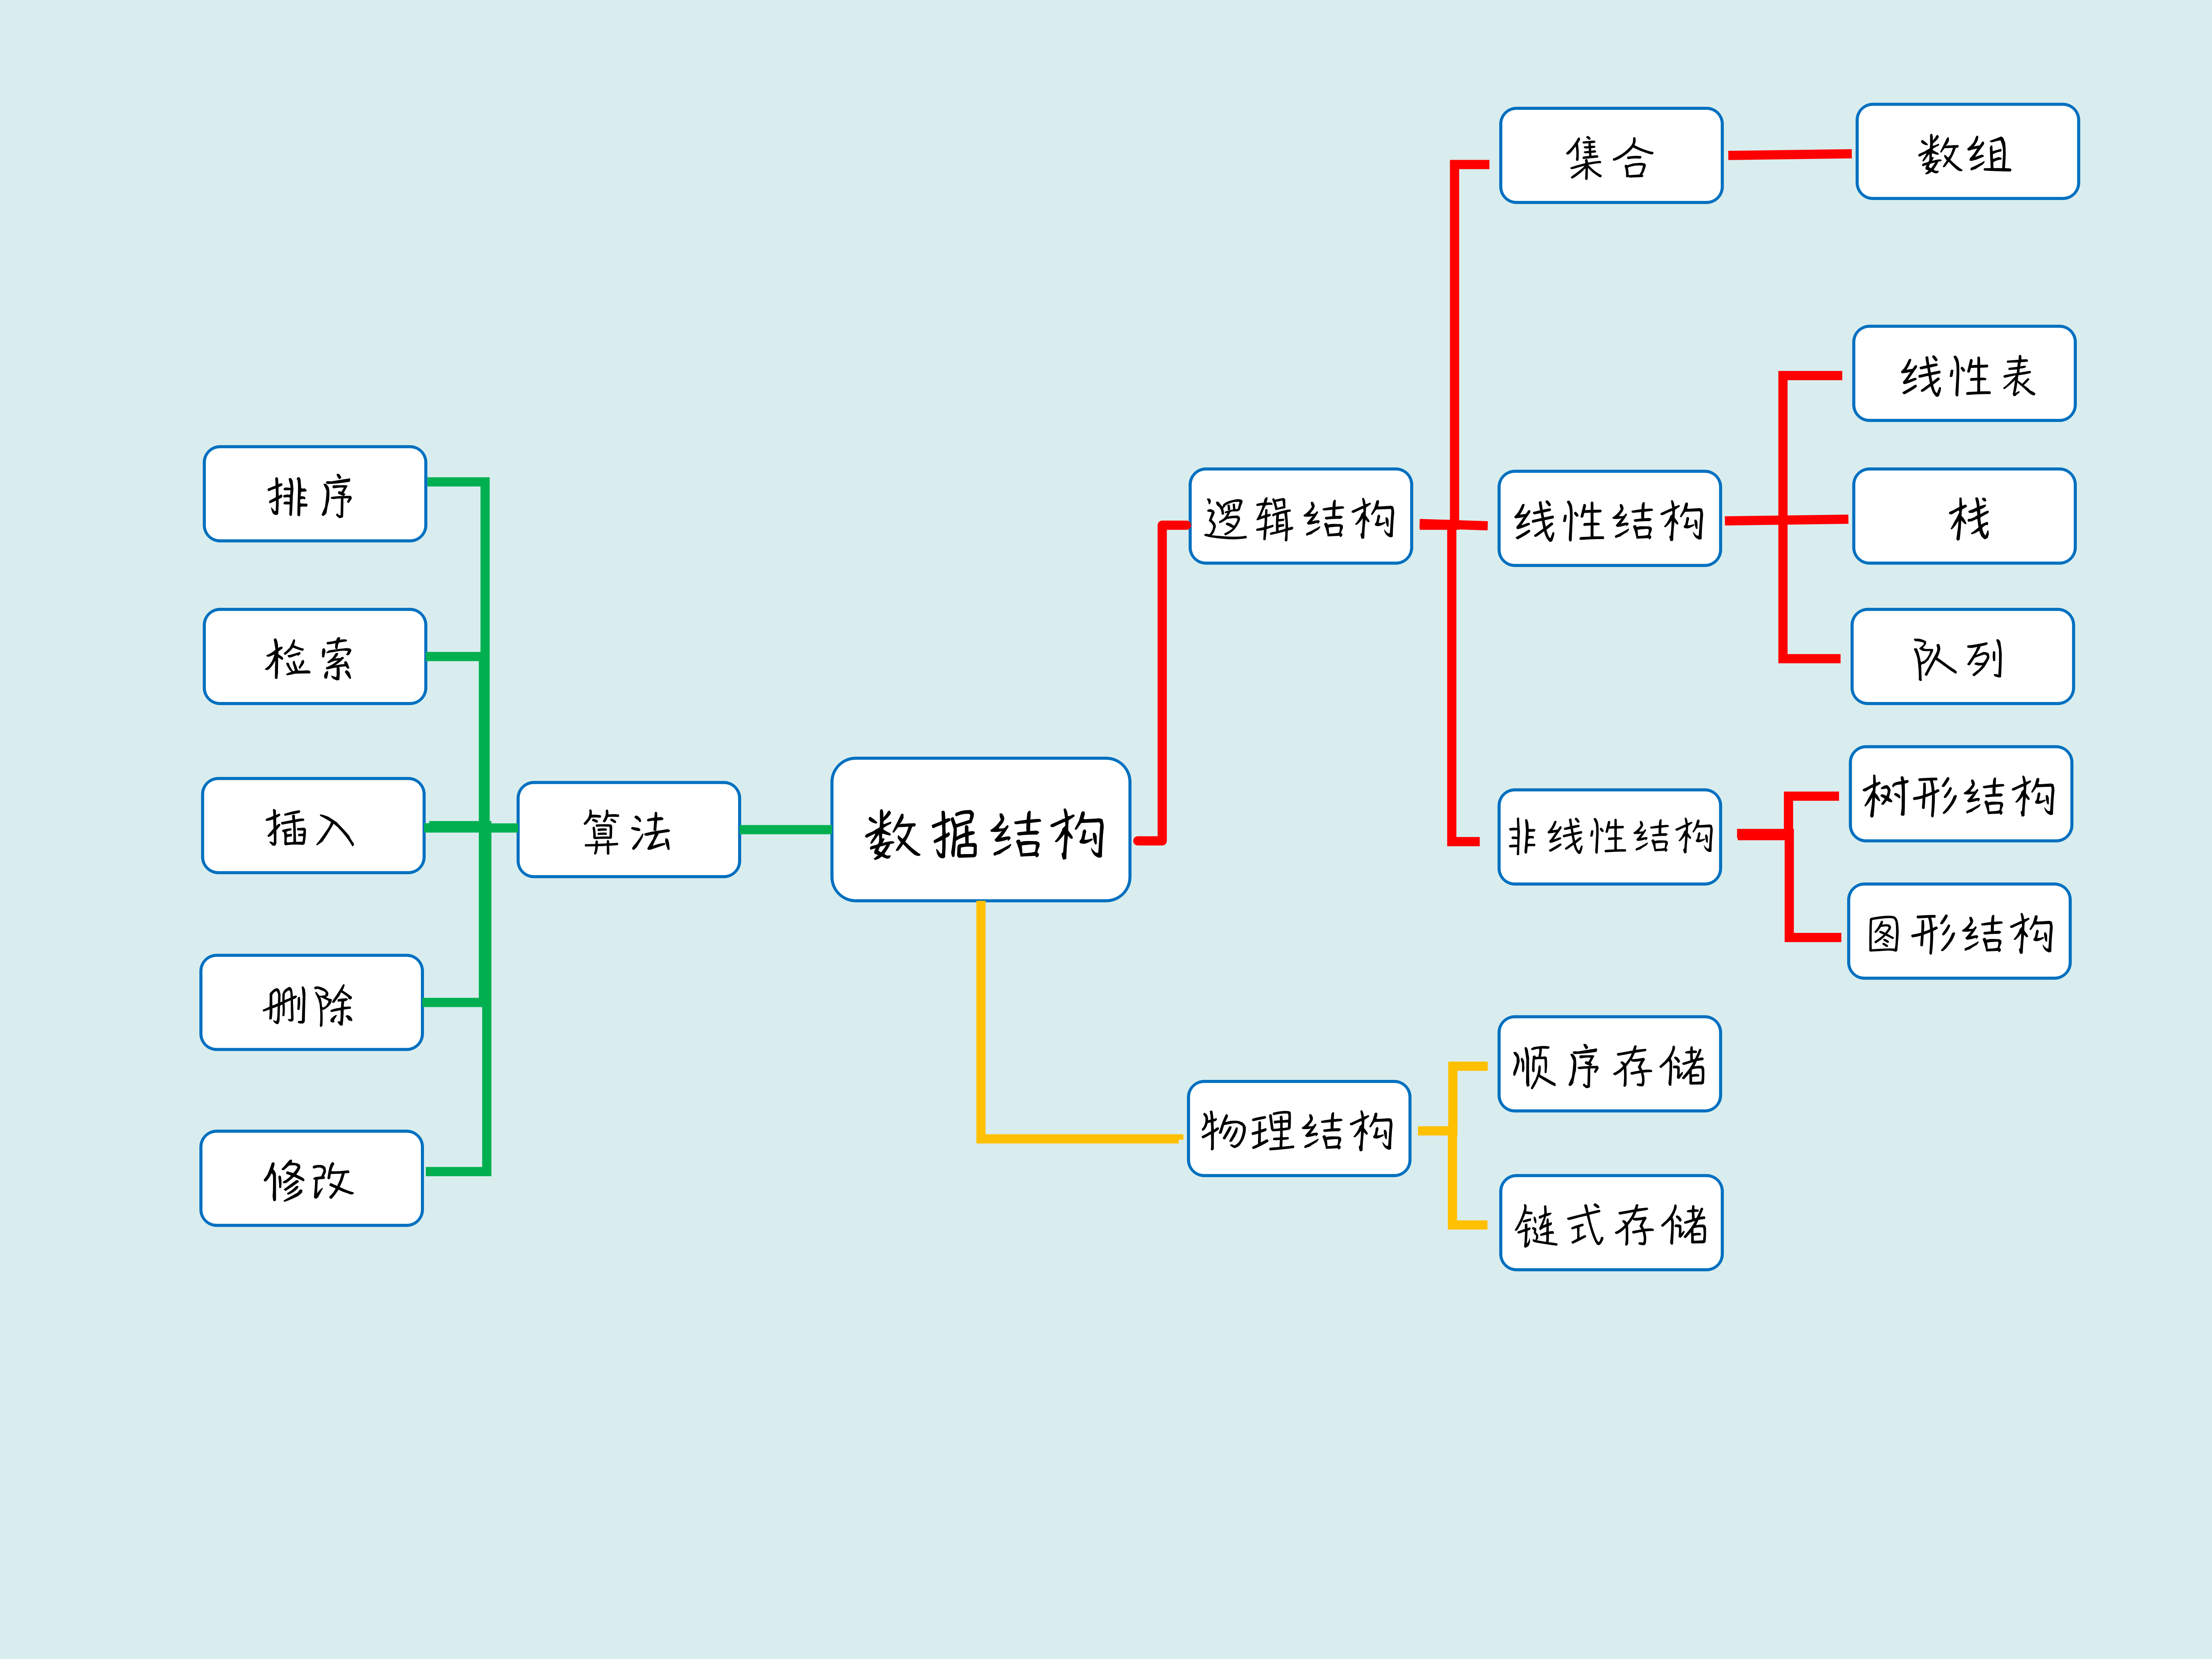 集合
数组
线性表
排序
逻辑结构
线性结构
栈
检索
队列
插入
算法
数据结构
非线性结构
树形结构
图形结构
删除
顺序存储
物理结构
修改
链式存储